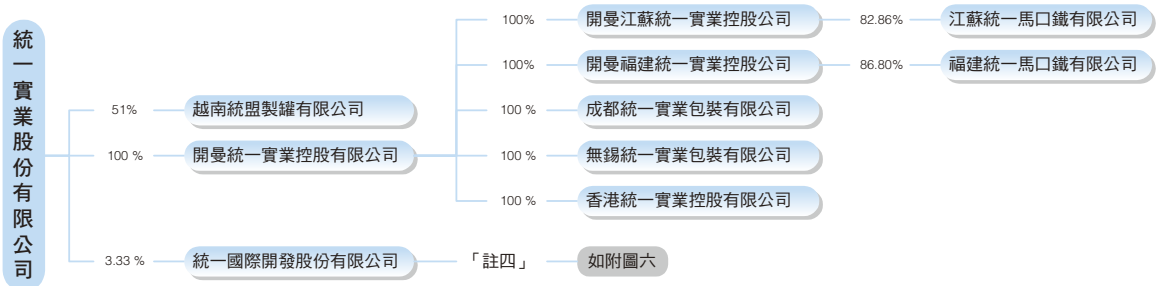 統一實業股份有限公司
100% 開曼江蘇統一實業控股公司 82.86% 江蘇統一馬口鐵有限公司
100% 開曼福建統一實業控股公司 86.80% 福建統一馬口鐵有限公司
51% 越南統盟製罐有限公司 100 % 成都統一實業包裝有限公司
100 % 開曼統一實業控股有限公司 100 % 無錫統一實業包裝有限公司
100 % 香港統一實業控股有限公司
3.33 % 統一國際開發股份有限公司 「註四」 如附圖六